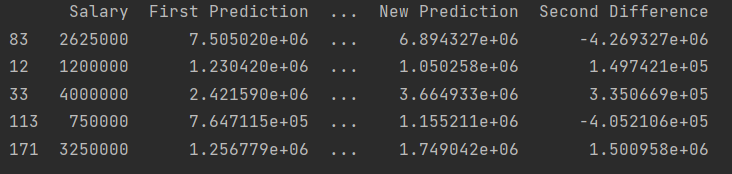 Salary First Prediction ... New Prediction Second Difference
83 2625000 7.505020e+06 ... 6.894327e+06 -4.269327e+06
12 1200000 1.230420e+06 ... 1.050258e+06 1.497421e+05
33 4000000 2.421590e+06 ... 3.664933e+06 3.350669e+05
113 750000 7.647115e+05 ... 1.155211e+06 -4.052106e+05
171 3250000 1.256779e+06 ... 1.749042e+06 1.500958e+06